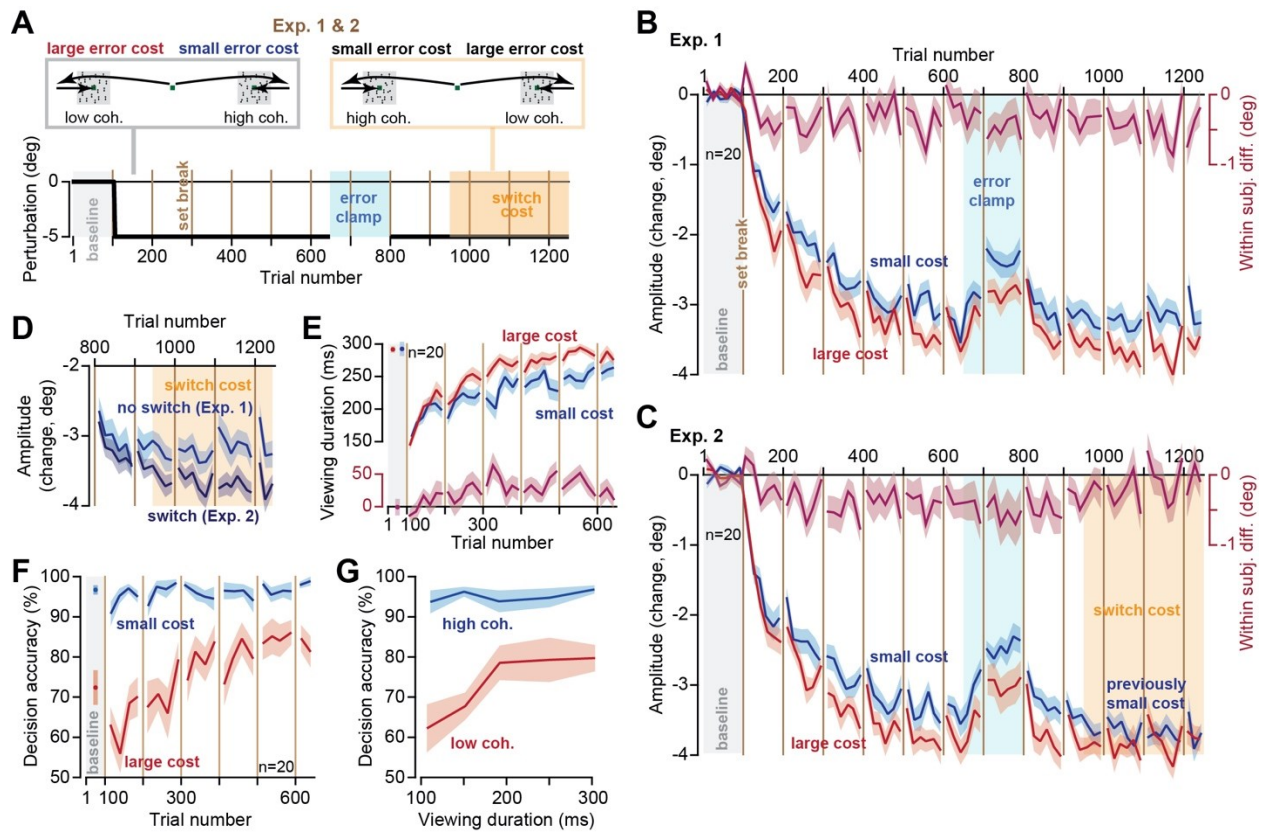 A
Exp. 1 & 2
large error cost small error cost
small error cost large error cost
low coh. high coh.
high coh. low coh.
Perturbation (deg)
0
-5
baseline
set break
error
clamp
switch
cost
1 200 400 600 800 1000 1200
Trial number
B
Exp. 1
Trial number
1 200 400 600 800 1000 1200
Amplitude (change, deg)
0
-1
-2
-3
-4
n=20
baseline
set break
error
clamp
small cost
large cost
0
-1
Within subj. diff. (deg)
D
Trial number
800 1000 1200
Amplitude
(change, deg)
-2
-3
-4
switch cost
no switch (Exp. 1)
switch (Exp. 2)
E
Viewing duration (ms)
300
250
200
150
50
0
n=20
large cost
small cost
1 100 300 600
Trial number
C
Exp. 2
1 200 400 600 800 1000 1200
Amplitude (change, deg)
0
-1
-2
-3
-4
n=20
baseline
small cost
large cost
switch cost
previously
small cost
0
-1
Within subj. diff. (deg)
F
Decision accuracy (%)
100
90
80
70
60
50
baseline
small cost
large cost
n=20
1 100 300 600
Trial number
G
Decision accuracy (%)
100
90
80
70
60
50
high coh.
low coh.
100 150 200 250 300
Viewing duration (ms)